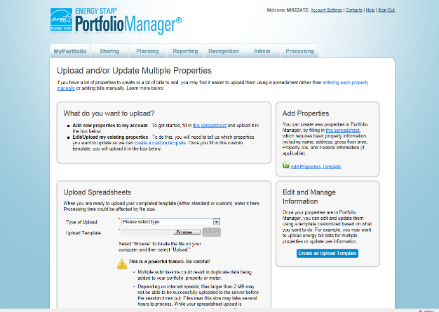 ENERGY STAR®
PortfolioManager®
Welcome MIKEZATZ: Account Settings | Contacts | Help | Sign Out
MyPortfolio Sharing Planning Reporting Recognition Admin Processing
Upload and/or Update Multiple Properties
If you have a lot of properties to create or a lot of bills to add, you may find it easier to upload them using a spreadsheet rather than entering each property
manually or adding bills manually. Learn more below.
What do you want to upload?
Add new properties to my account - To get started, fill in this spreadsheet and upload it in
the box below
Edit/Upload my existing properties - To do this, you will need to tell us which properties
you want to update so we can create a custom template. Once you fill in this custom
template, you will upload it in the box below
Add Properties
You can create new properties in Portfolio
Manager, by filling in this spreadsheet,
which requires basic property information
including name, address, gross floor area,
Property IDs, and Federal information (if
applicable).
Add Properties Template
Upload Spreadsheets
When you are ready to upload your completed template (either standard or custom), enter it here.
Processing time could be affected by file size.
Type of Upload * Please select type
Upload Template * Browse...
Select "Browse" to locate the file on your
computer and then select "Upload."
This is a powerful feature. Be careful!
Multiple submissions could result in duplicate data being
added to your portfolio, property or meter.
Depending on internet speeds, files larger than 2 MB may
not be able to be successfully uploaded to the server before
the session times out. Files near this size may take several
hours to process. While your spreadsheet upload is
Edit and Manage
Information
Once your properties are in Portfolio
Manager, you can edit and update them
using a template customized based on what
you want to do. For example, you may want
to upload energy bill data for multiple
properties or update use information.
Create an Upload Template